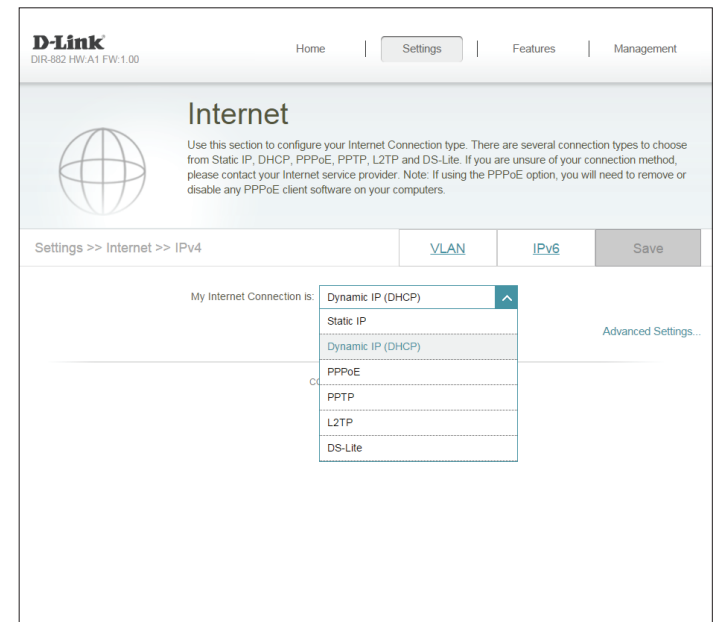 D-Link
DIR-882 HW:A1 FW:1.00
Home
Settings
Features
Management
Internet
Use this section to configure your Internet Connection type. There are several connection types to choose
from Static IP, DHCP, PPPoE, PPTP, L2TP and DS-Lite. If you are unsure of your connection method,
please contact your Internet service provider. Note: If using the PPPoE option, you will need to remove or
disable any PPPoE client software on your computers.
Settings >> Internet >> IPv4
VLAN
IPv6
Save
My Internet Connection is:
Dynamic IP (DHCP)
Static IP
Dynamic IP (DHCP)
PPPoE
PPTP
L2TP
DS-Lite
Advanced Settings...